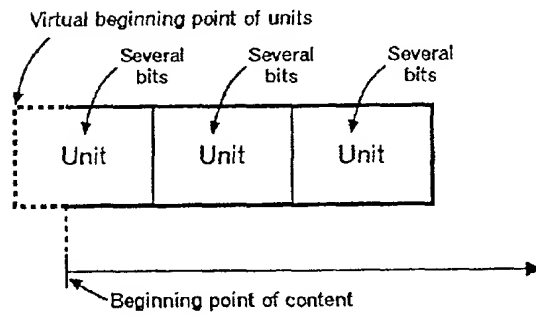 Virtual beginning point of units
Several
bits
Several
bits
Several
bits
Unit
Unit
Unit
Beginning point of content